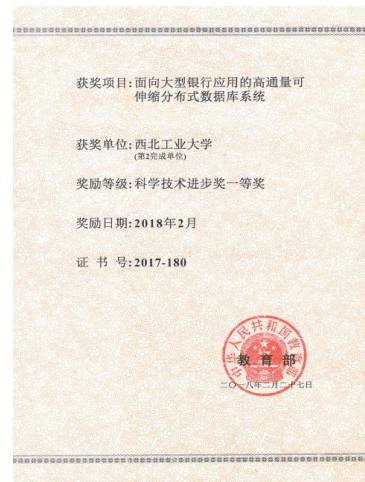 获奖项目:面向大型银行应用的高通量可
伸缩分布式数据库系统
获奖单位:西北工业大学
(第2完成单位)
奖励等级:科学技术进步奖一等奖
奖励日期:2018年2月
证 书 号:2017-180
中华人民共和国教育部
教 育 部
二〇一八年二月二十七日